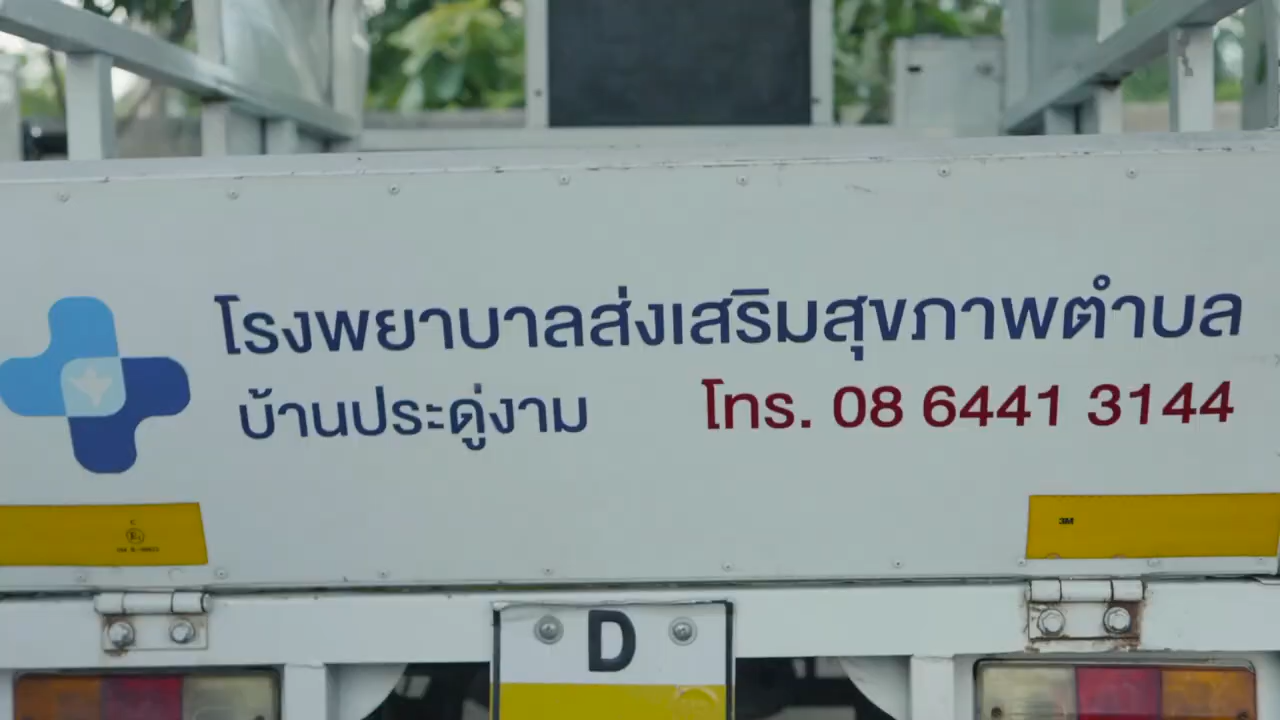 โรงพยาบาลส่งเสริมสุขภาพตำบล
บ้านประดู่งาม โทร. 08 6441 3144
3M
D